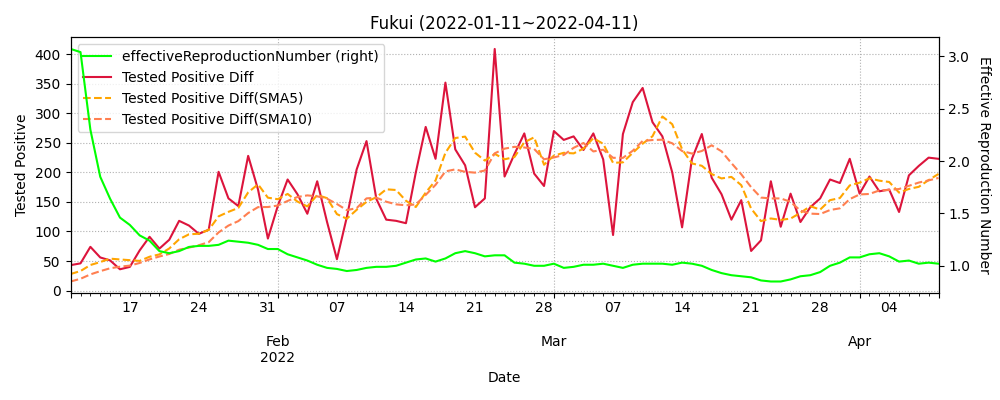 Fukui (2022-01-11~2022-04-11)
effectiveReproductionNumber (right)
Tested Positive Diff
Tested Positive Diff(SMA5)
Tested Positive Diff(SMA10)
Tested Positive
400
350
300
250
200
150
100
50
0
3.0
2.5
2.0
1.5
1.0
Effective Reproduction Number
17 24 31 07 14 21 28 07 14 21 28 04
Feb Mar Apr
2022
Date